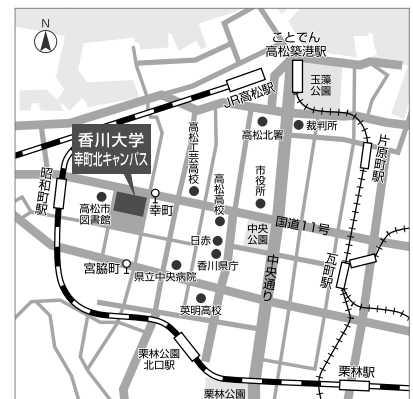 N
ことでん
高松築港駅
玉藻
公園
JR高松駅
高松北署
裁判所
片原町駅
香川大学
幸町北キャンパス
高松工芸高校
市役所
昭和町駅
高松高校
高松市
図書館
幸町
国道11号
中央
公園
日赤
香川県庁
宮脇町
県立中央病院
中央通り
瓦町駅
英明高校
栗林公園
北口駅
栗林駅
栗林公園